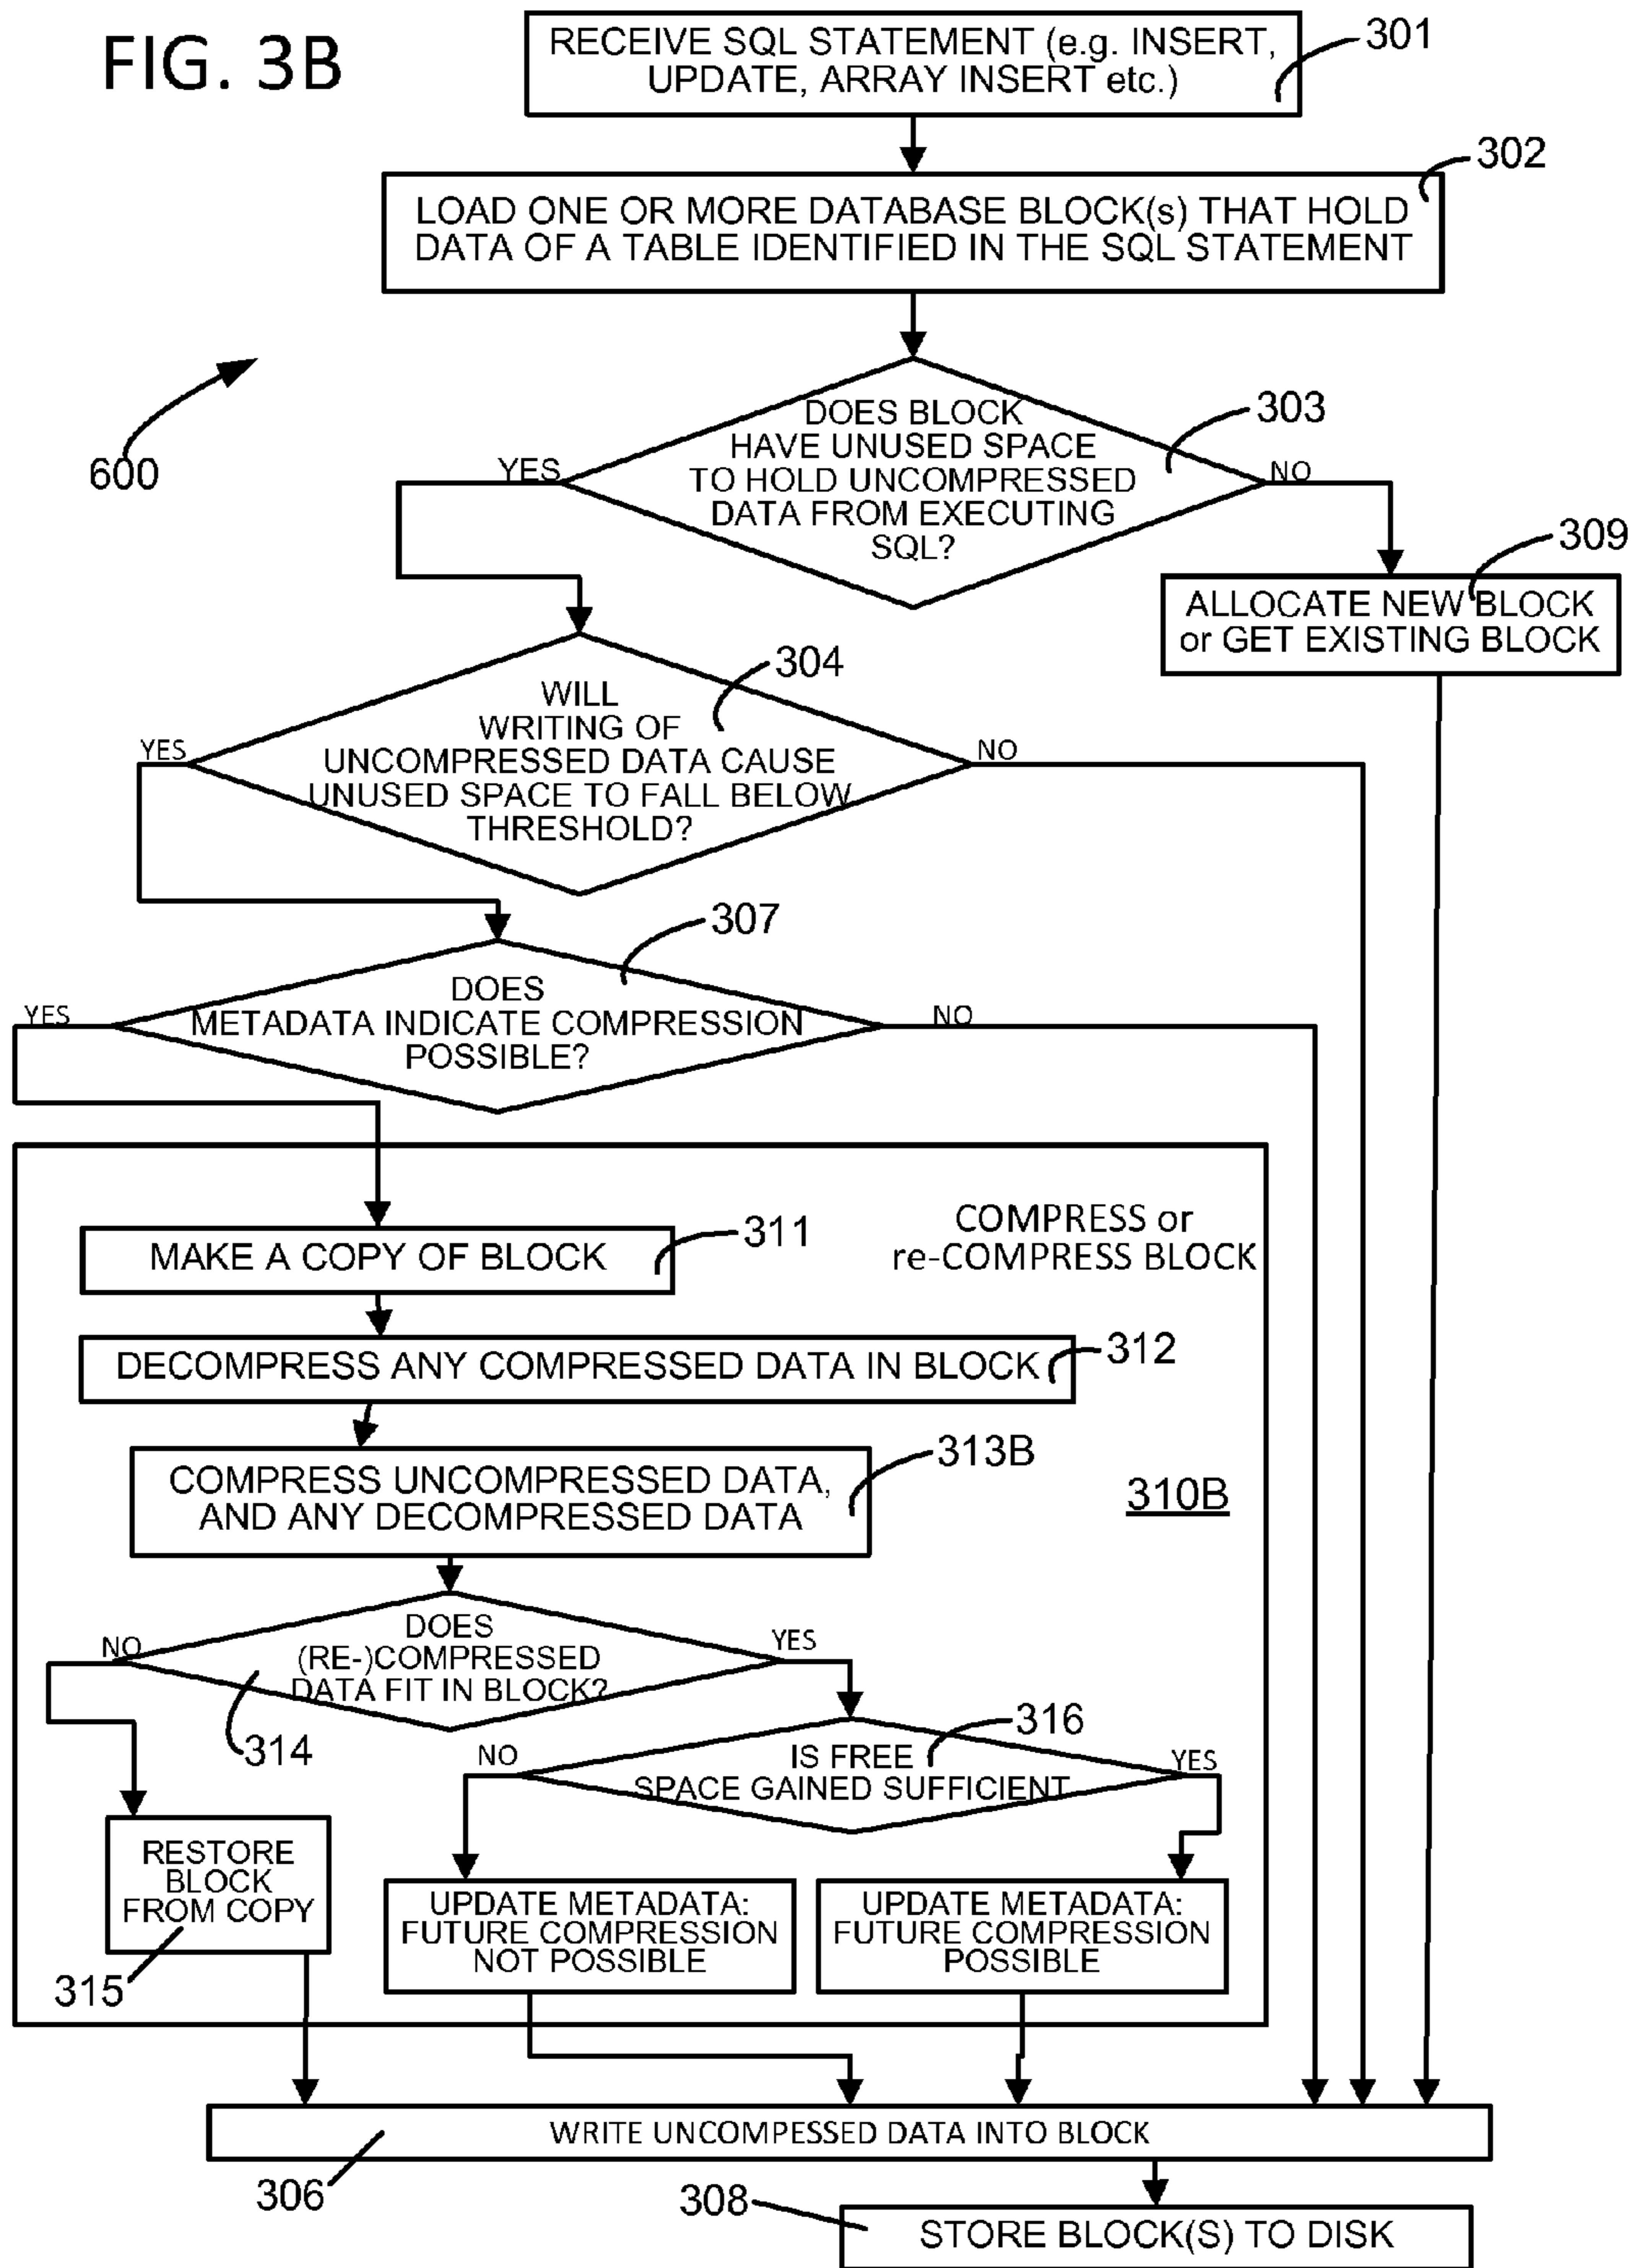 FIG. 3B
RECEIVE SQL STATEMENT (e.g. INSERT,
UPDATE, ARRAY INSERT etc.)
301
302
LOAD ONE OR MORE DATABASE BLOCK(s) THAT HOLD
DATA OF A TABLE IDENTIFIED IN THE SQL STATEMENT
600
DOES BLOCK
HAVE UNUSED SPACE
TO HOLD UNCOMPRESSED
DATA FROM EXECUTING
SQL?
303
YES
NO
309
ALLOCATE NEW BLOCK
or GET EXISTING BLOCK
304
WILL
WRITING OF
UNCOMPRESSED DATA CAUSE
UNUSED SPACE TO FALL BELOW
THRESHOLD?
YES
NO
307
DOES
METADATA INDICATE COMPRESSION
POSSIBLE?
YES
NO
COMPRESS or
re-COMPRESS BLOCK
MAKE A COPY OF BLOCK
311
DECOMPRESS ANY COMPRESSED DATA IN BLOCK
312
COMPRESS UNCOMPRESSED DATA,
AND ANY DECOMPRESSED DATA
313B
310B
DOES
(RE-)COMPRESSED
DATA FIT IN BLOCK?
NO
YES
314
316
IS FREE
SPACE GAINED SUFFICIENT
NO
YES
RESTORE
BLOCK
FROM COPY
315
UPDATE METADATA:
FUTURE COMPRESSION
NOT POSSIBLE
UPDATE METADATA:
FUTURE COMPRESSION
POSSIBLE
WRITE UNCOMPESSED DATA INTO BLOCK
306
308
STORE BLOCK(S) TO DISK